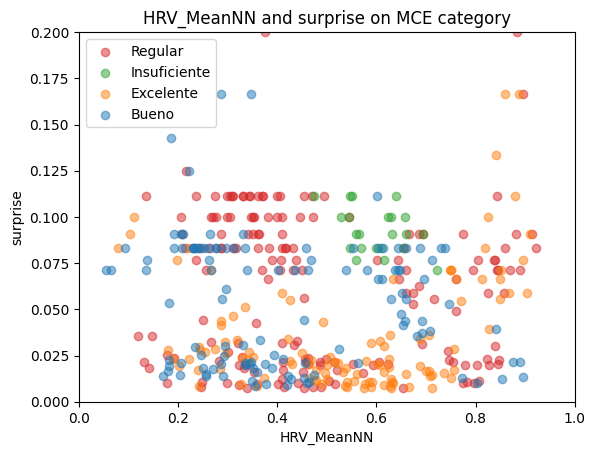 HRV_MeanNN and surprise on MCE category
0.200
0.175
0.150
0.125
0.100
0.075
0.050
0.025
0.000
surprise
Regular
Insuficiente
Excelente
Bueno
0.0 0.2 0.4 0.6 0.8 1.0
HRV_MeanNN